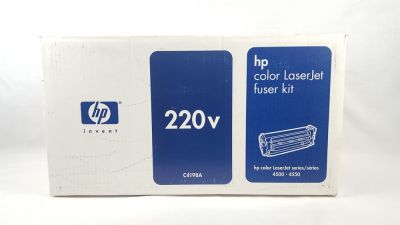 hp
invent
220v
C4198A
hp
color LaserJet
fuser kit
hp color LaserJet series/séries
4500 - 4550